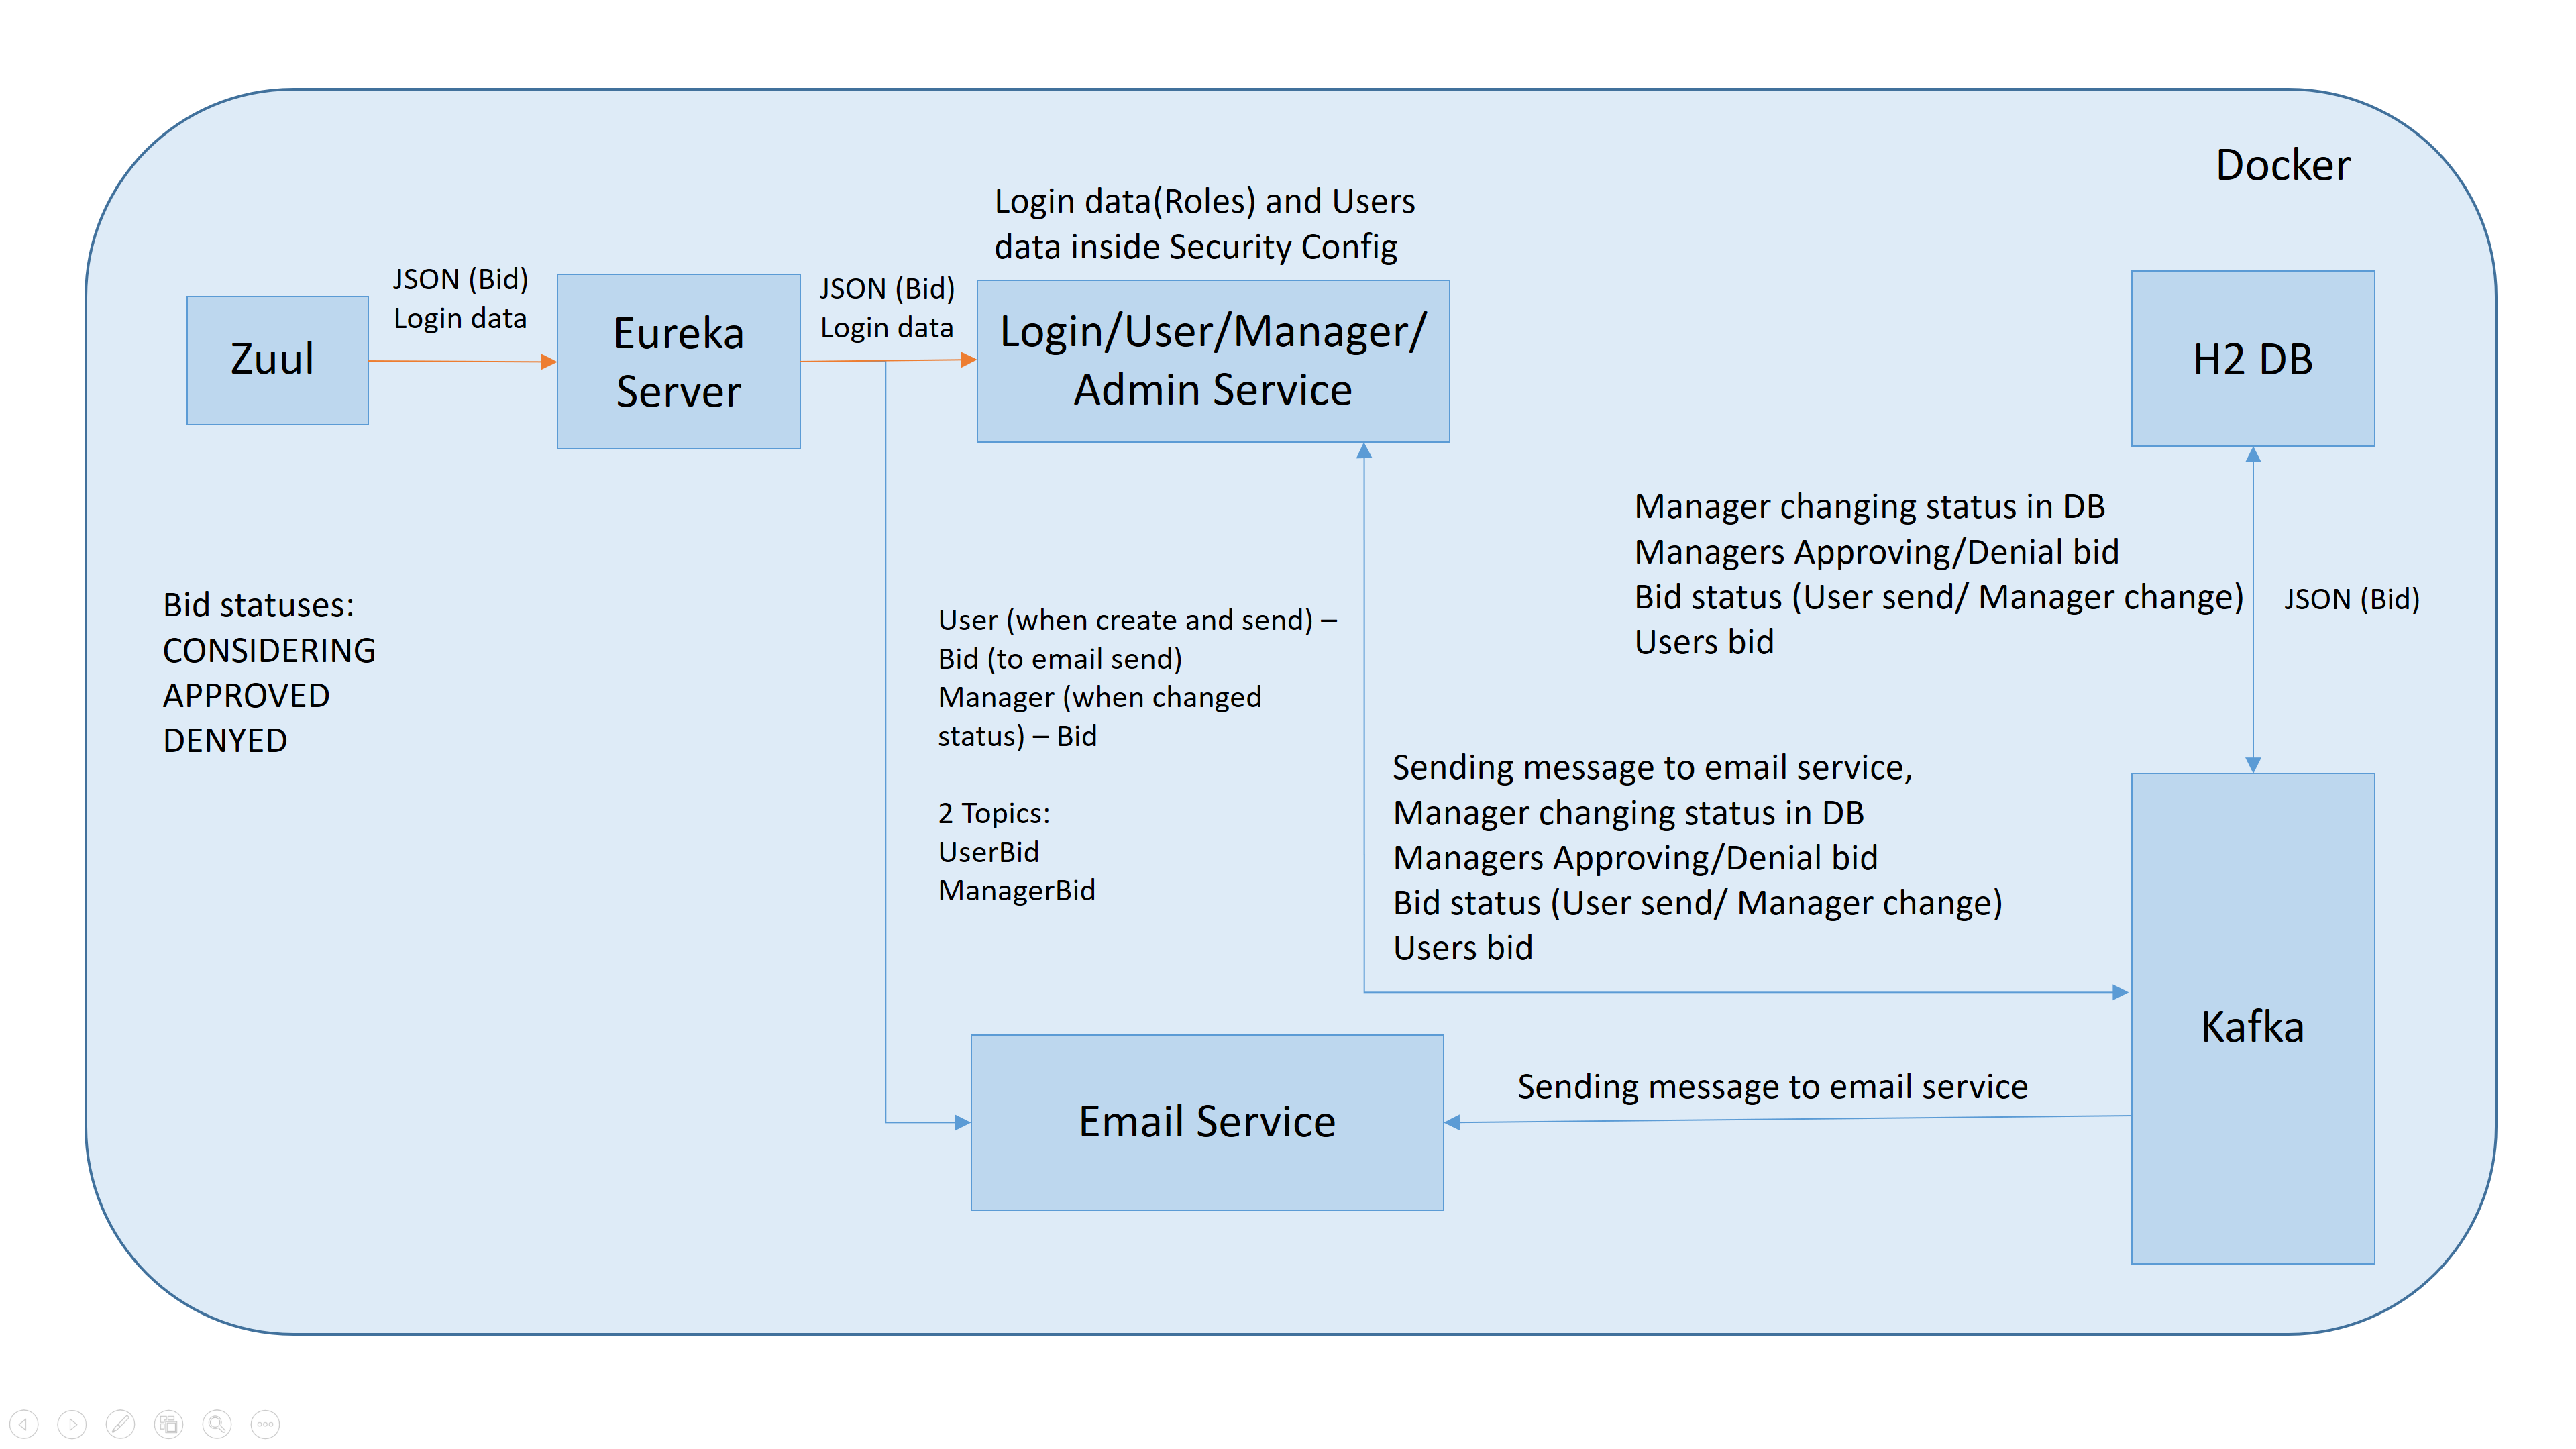 Docker
Login data(Roles) and Users
data inside Security Config
JSON (Bid)
Login data
JSON (Bid)
Login data
Zuul
Eureka
Server
Login/User/Manager/
Admin Service
H2 DB
Manager changing status in DB
Managers Approving/Denial bid
Bid status (User send/ Manager change)
Users bid
JSON (Bid)
Bid statuses:
CONSIDERING
APPROVED
DENYED
User (when create and send) –
Bid (to email send)
Manager (when changed
status) – Bid
2 Topics:
UserBid
ManagerBid
Sending message to email service,
Manager changing status in DB
Managers Approving/Denial bid
Bid status (User send/ Manager change)
Users bid
Kafka
Sending message to email service
Email Service